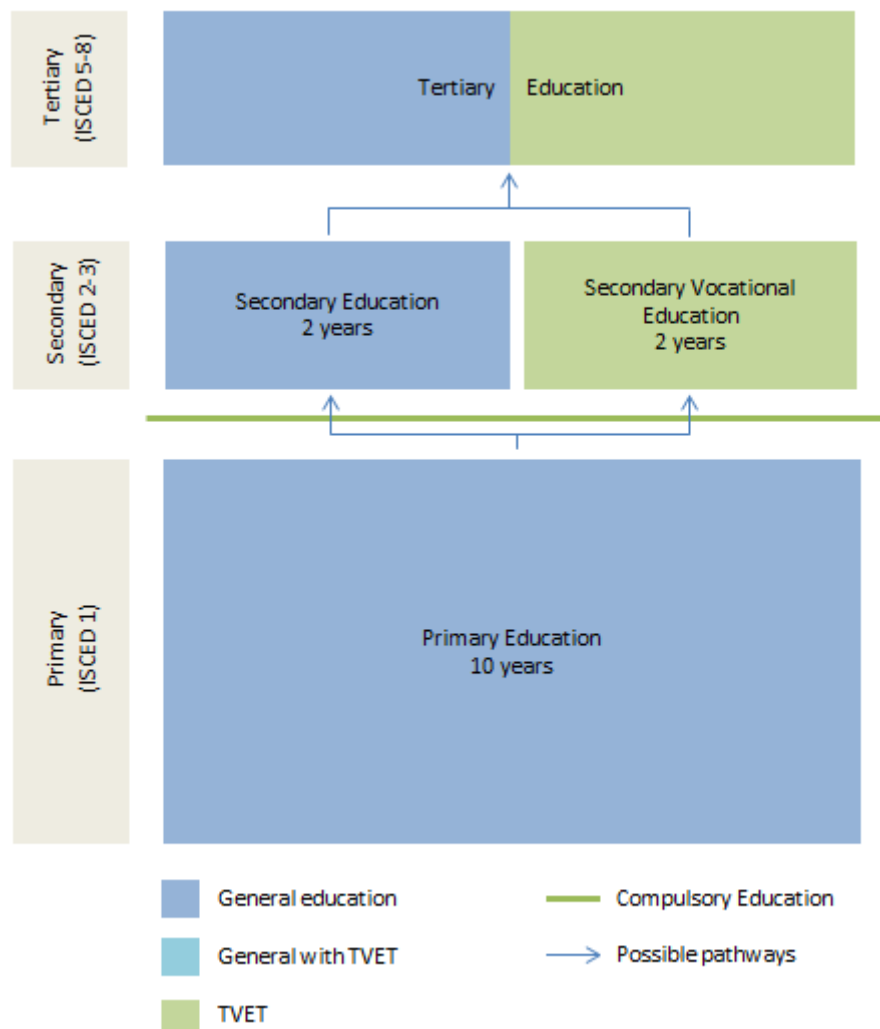 Tertiary
(ISCED 5-8)
Tertiary Education
Secondary
(ISCED 2-3)
Secondary Education
2 years
Secondary Vocational
Education
2 years
Primary
(ISCED 1)
Primary Education
10 years
General education
Compulsory Education
General with TVET
Possible pathways
TVET